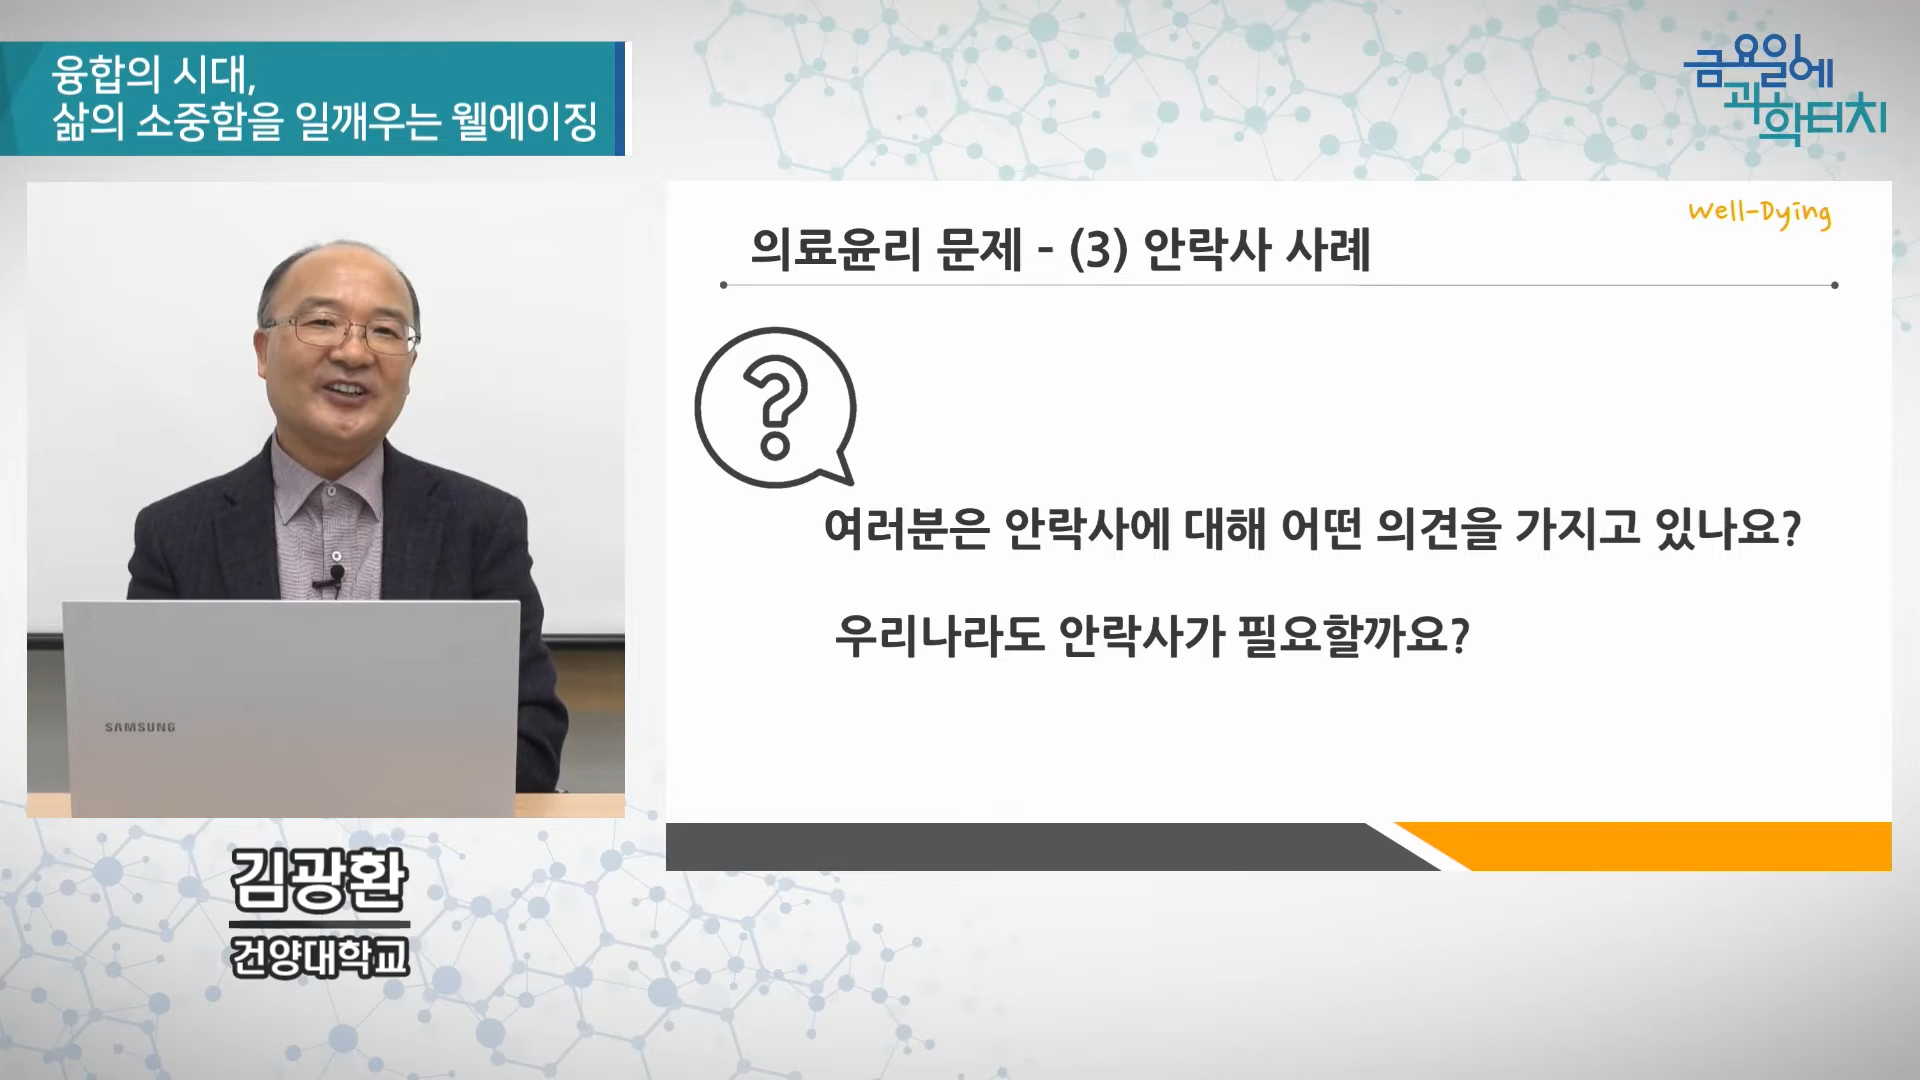 융합의 시대,
삶의 소중함을 일깨우는 웰에이징
금요일에
과학터치
Well-Dying
의료윤리 문제 - (3) 안락사 사례
?
여러분은 안락사에 대해 어떤 의견을 가지고 있나요?
우리나라도 안락사가 필요할까요?
SAMSUNG
김광환
건양대학교